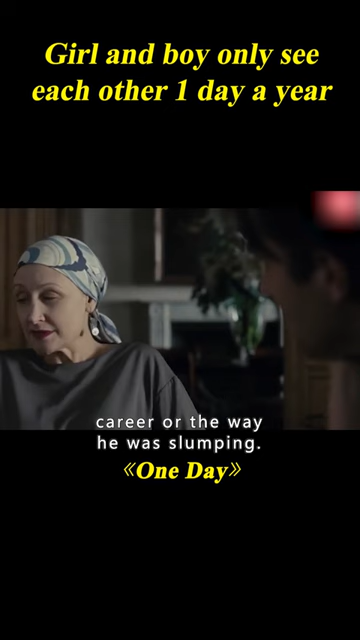 Girl and boy only see
each other 1 day a year
career or the way
he was slumping.
《One Day》